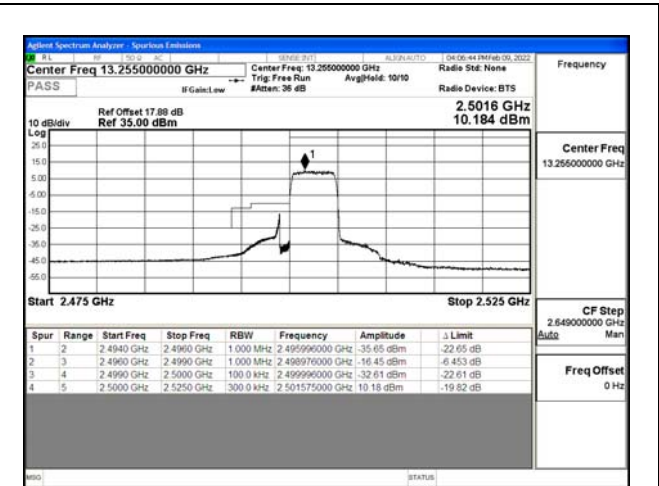 Agilent Spectrum Analyzer - Spurious Emissions
RL RF 50 Ω AC SENSE:INT ALIGN AUTO 04:06:44 PM Feb 09, 2022
Center Freq 13.255000000 GHz
Center Freq: 13.255000000 GHz
Radio Std: None
Frequency
PASS
IFGain:Low
Trig: Free Run
Avg|Hold: 10/10
#Atten: 36 dB
Radio Device: BTS
Ref Offset 17.88 dB
2.5016 GHz
10 dB/div
Ref 35.00 dBm
10.184 dBm
Log
25.0
15.0
5.00
-5.00
-15.0
-25.0
-35.0
-45.0
-55.0
1
Start 2.475 GHz
Stop 2.525 GHz
Center Freq
13.255000000 GHz
CF Step
2.649000000 GHz
Auto Man
Freq Offset
0 Hz
Spur Range Start Freq Stop Freq RBW Frequency Amplitude Δ Limit
1 2 2.4940 GHz 2.4960 GHz 1.000 MHz 2.495996000 GHz -35.65 dBm -22.65 dB
2 3 2.4960 GHz 2.4990 GHz 1.000 MHz 2.498976000 GHz -16.45 dBm -6.453 dB
3 4 2.4990 GHz 2.5000 GHz 100.0 kHz 2.499996000 GHz -32.61 dBm -22.61 dB
4 5 2.5000 GHz 2.5250 GHz 300.0 kHz 2.501575000 GHz 10.18 dBm -19.82 dB
MSG
STATUS